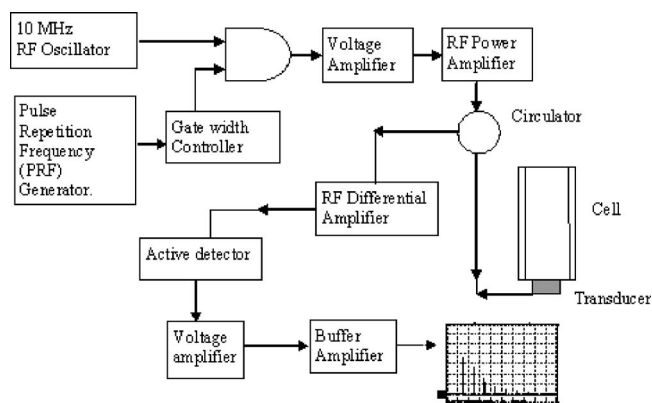 10 MHz
RF Oscillator
Voltage
Amplifier
RF Power
Amplifier
Pulse
Repetition
Frequency
(PRF)
Generator.
Gate width
Controller
Circulator
RF Differential
Amplifier
Cell
Active detector
Transducer
Voltage
amplifier
Buffer
Amplifier